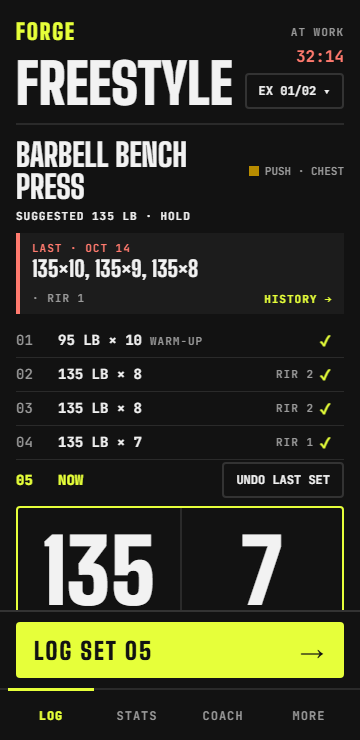 FORGE
AT WORK
32:14
FREESTYLE
EX 01/02 ▾
BARBELL BENCH
PRESS
PUSH · CHEST
SUGGESTED 135 LB · HOLD
LAST · OCT 14
135×10, 135×9, 135×8
· RIR 1
HISTORY →
01 95 LB × 10 WARM-UP ✓
02 135 LB × 8 RIR 2 ✓
03 135 LB × 8 RIR 2 ✓
04 135 LB × 7 RIR 1 ✓
05 NOW UNDO LAST SET
135 7
LOG SET 05 →
LOG STATS COACH MORE